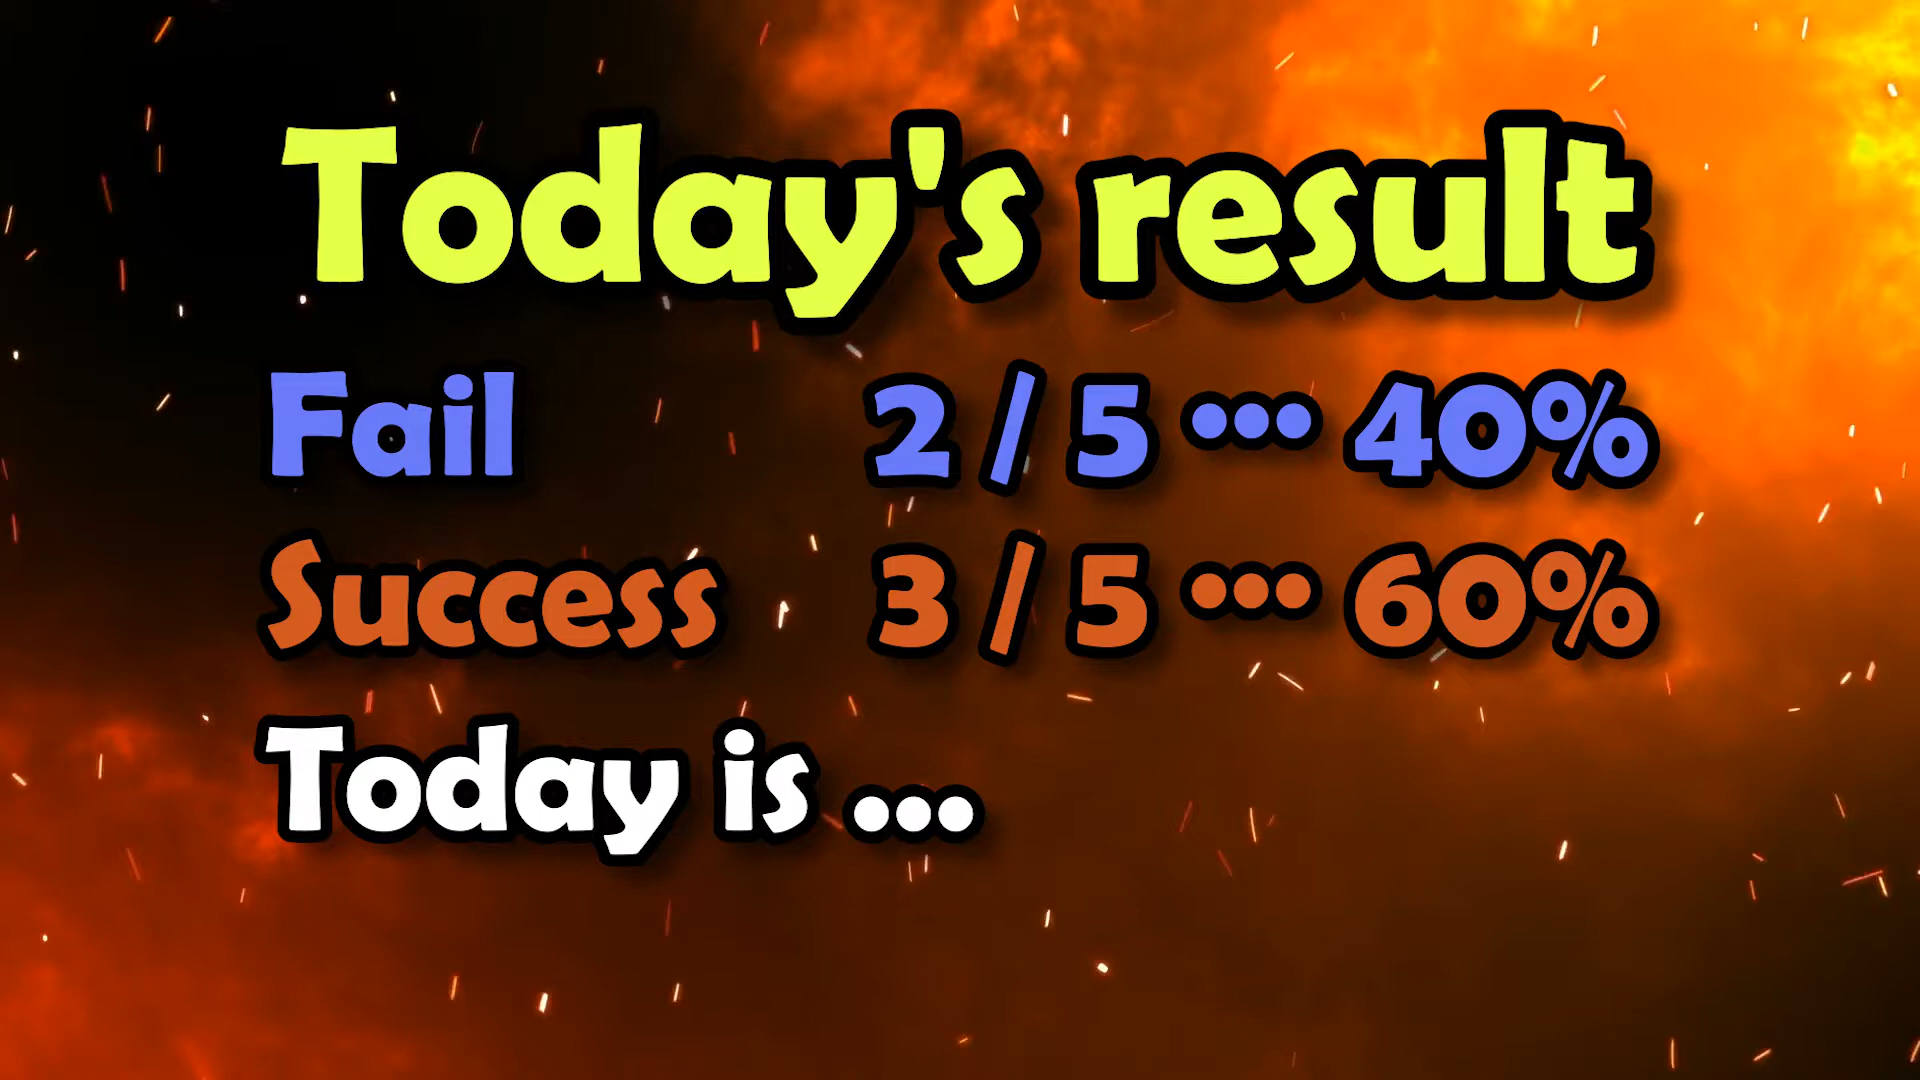 Today's result
Fail 2 / 5 … 40%
Success 3 / 5 … 60%
Today is ...